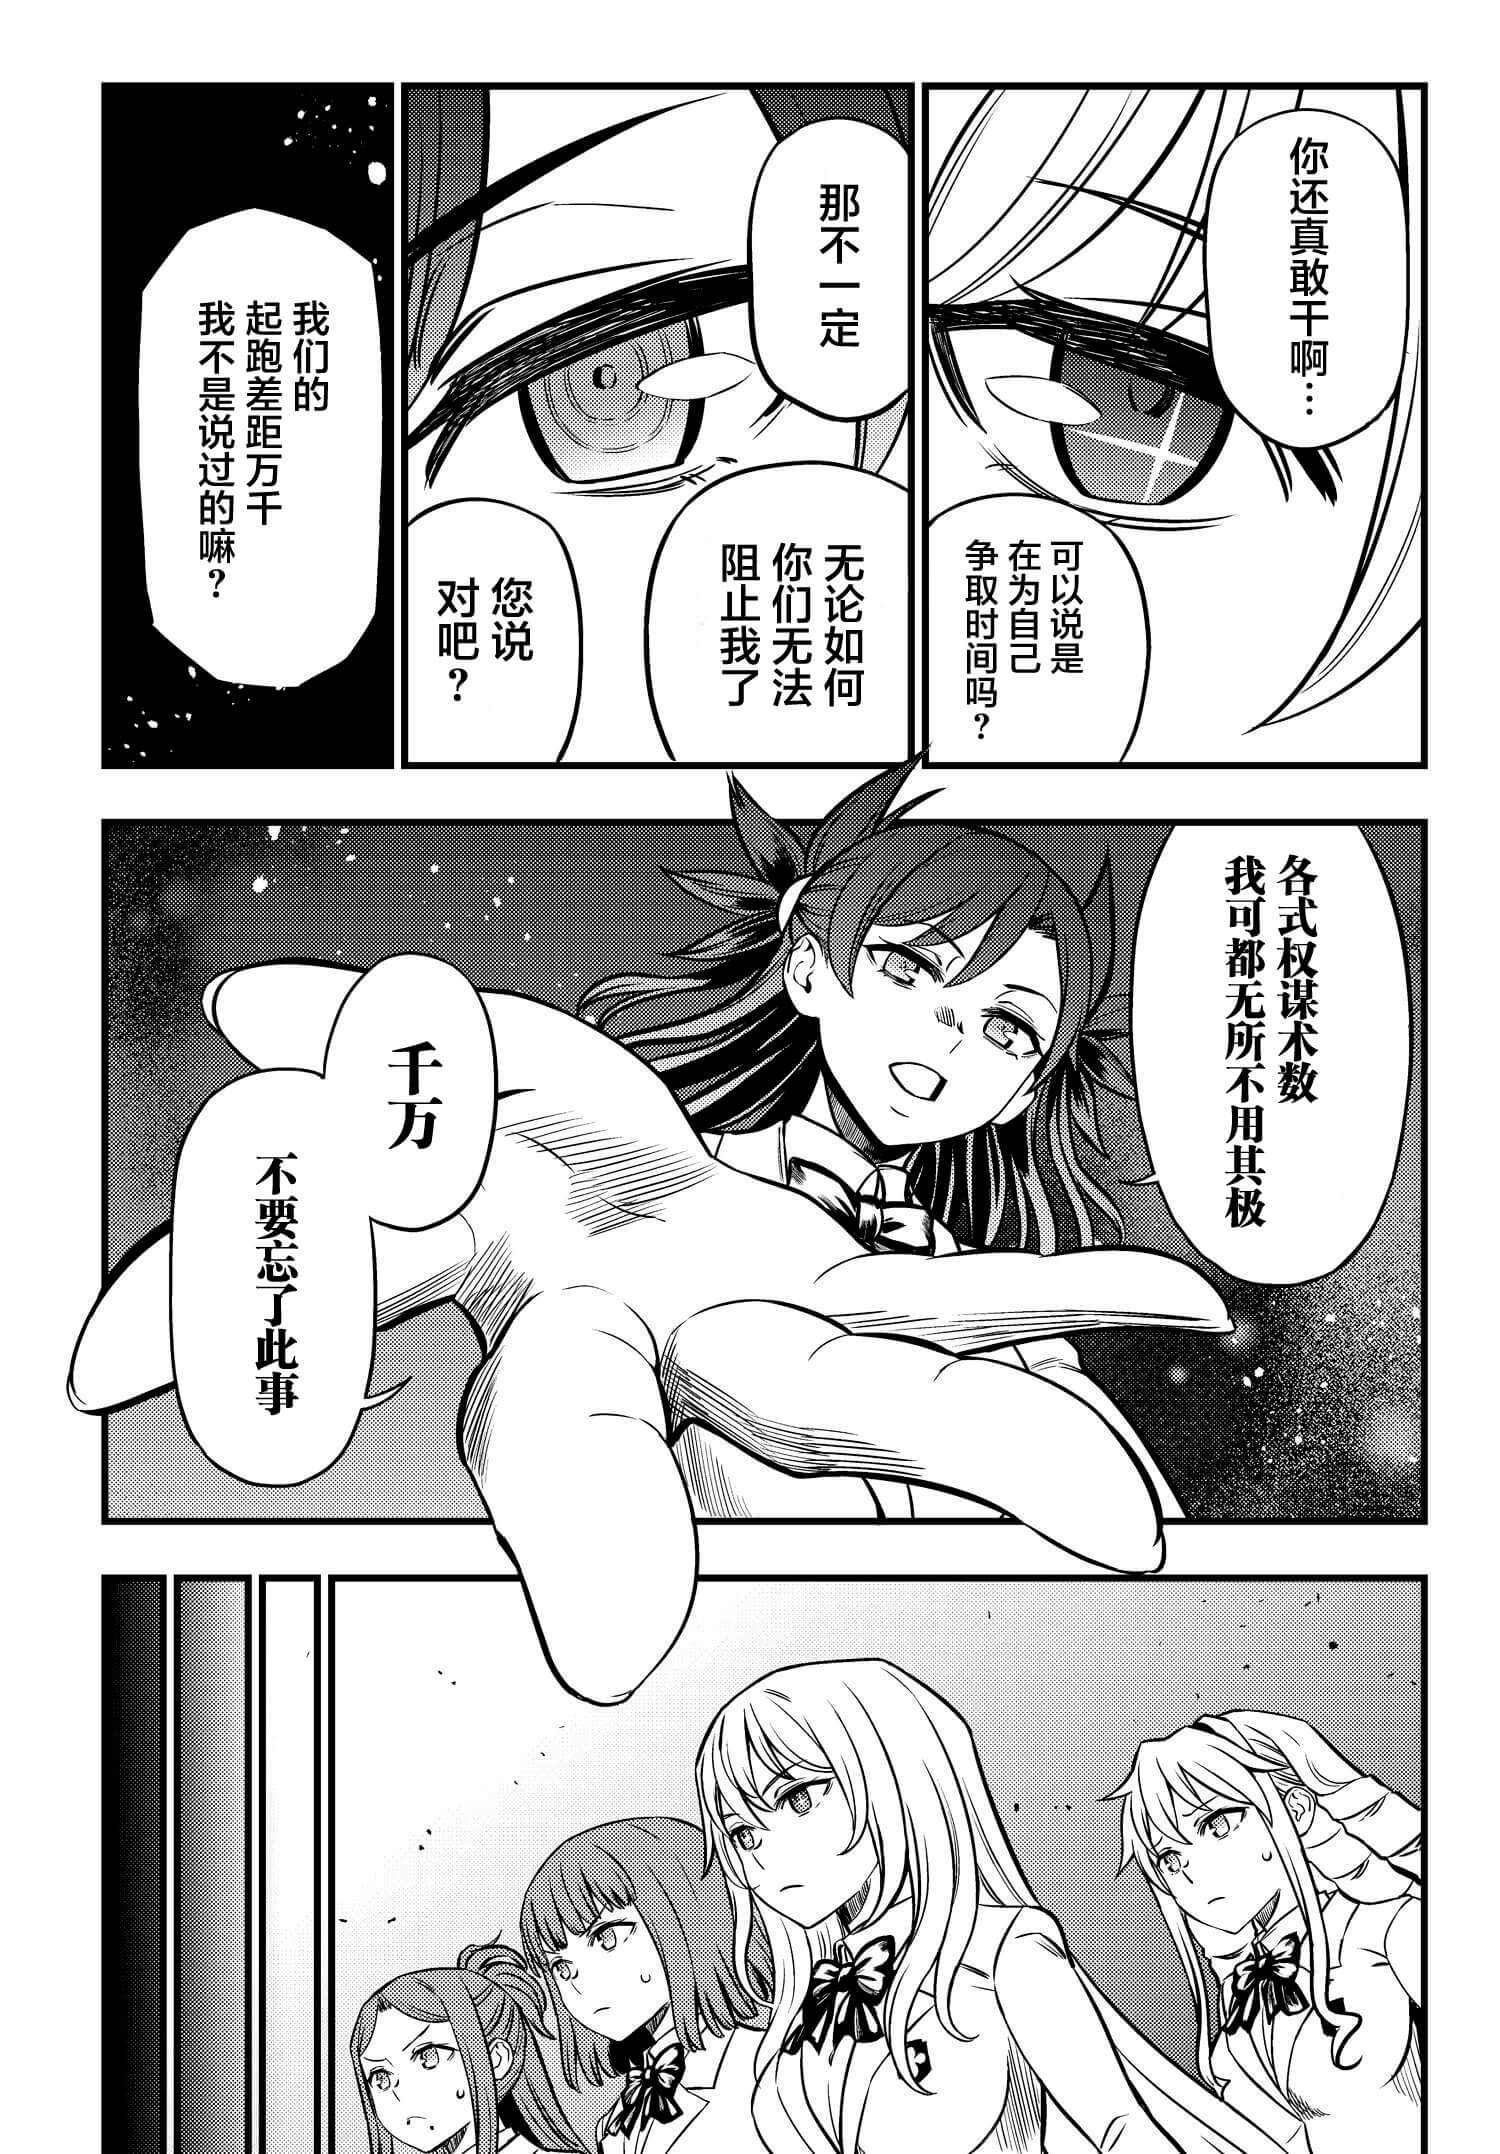 你还真敢干啊…
可以说是
在为自己
争取时间吗？
那不一定
无论如何
你们无法
阻止我了
您说
对吧？
我们的
起跑差距万千
我不是说过的嘛？
各式权谋术数
我可都无所不用其极
千万
不要忘了此事